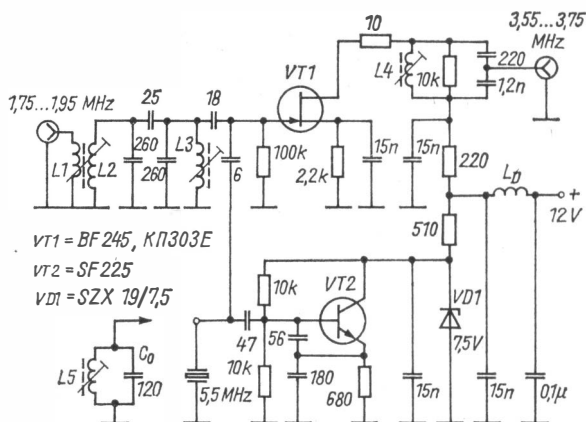 3,55...3,75
MHz
10
VT1
L4
10k
220
1,2n
1,75...1,95 MHz
25
18
L1
L2
260
260
L3
6
100k
2,2k
15n
15n
220
L_D
+
12V
510
VT1 = BF 245, КП303Е
VT2 = SF 225
VD1 = SZX 19/7,5
10k
VT2
VD1
7,5V
47
56
L5
C_0
120
5,5 MHz
10k
180
680
15n
15n
0,1μ